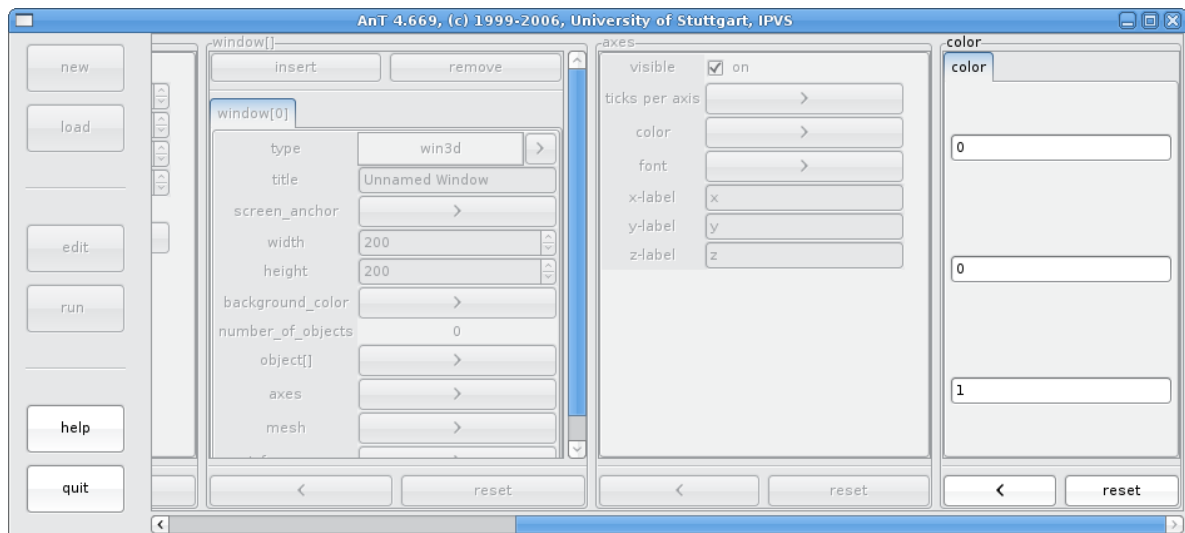 AnT 4.669, (c) 1999-2006, University of Stuttgart, IPVS
new
load
edit
run
help
quit
window[]
insert remove
window[0]
type win3d >
title Unnamed Window
screen_anchor >
width 200
height 200
background_color >
number_of_objects 0
object[] >
axes >
mesh >
< reset
axes
visible on
ticks per axis >
color >
font >
x-label x
y-label y
z-label z
< reset
color
color
0
0
1
< reset